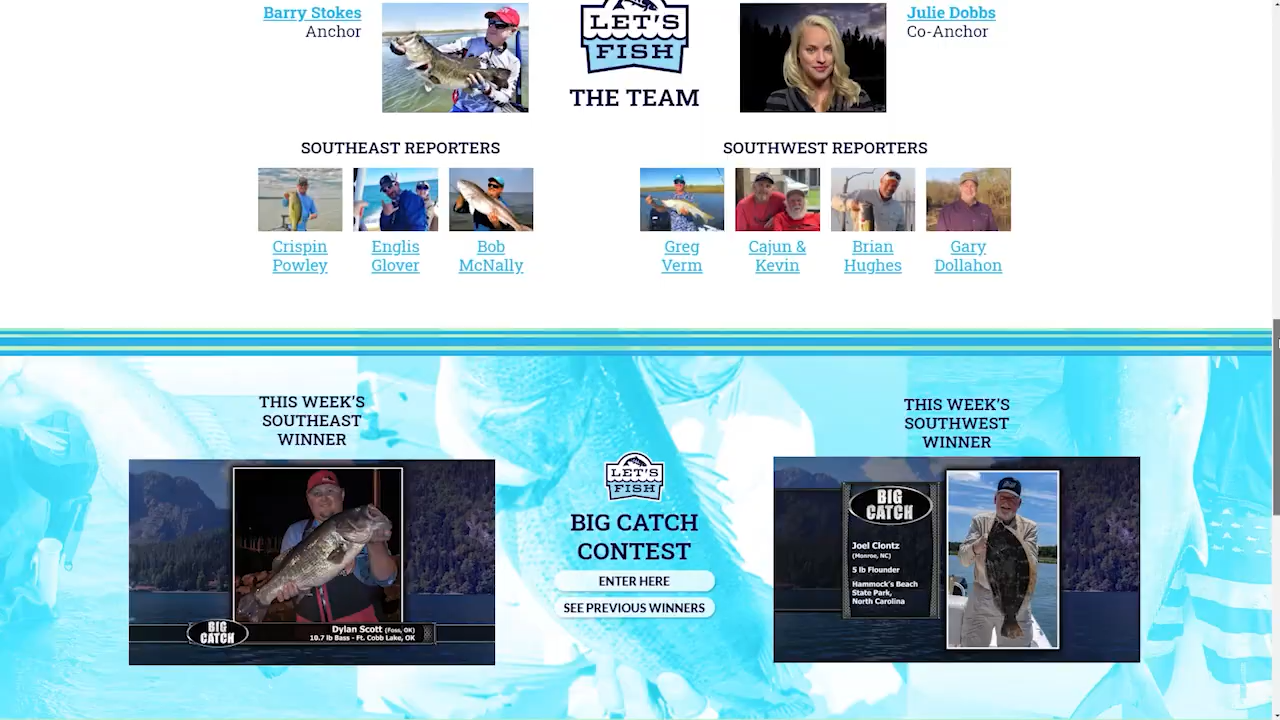 Barry Stokes
Anchor
LET'S
FISH
THE TEAM
Julie Dobbs
Co-Anchor
SOUTHEAST REPORTERS
SOUTHWEST REPORTERS
Crispin
Powley
Englis
Glover
Bob
McNally
Greg
Verm
Cajun &
Kevin
Brian
Hughes
Gary
Dollahon
THIS WEEK'S
SOUTHEAST
WINNER
THIS WEEK'S
SOUTHWEST
WINNER
LET'S
FISH
BIG CATCH
CONTEST
ENTER HERE
SEE PREVIOUS WINNERS
BIG
CATCH
Dylan Scott (Foss, OK)
10.7 lb Bass - Ft. Cobb Lake, OK
BIG
CATCH
Joel Clontz
(Monroe, NC)
5 lb Flounder
Hammock's Beach
State Park,
North Carolina